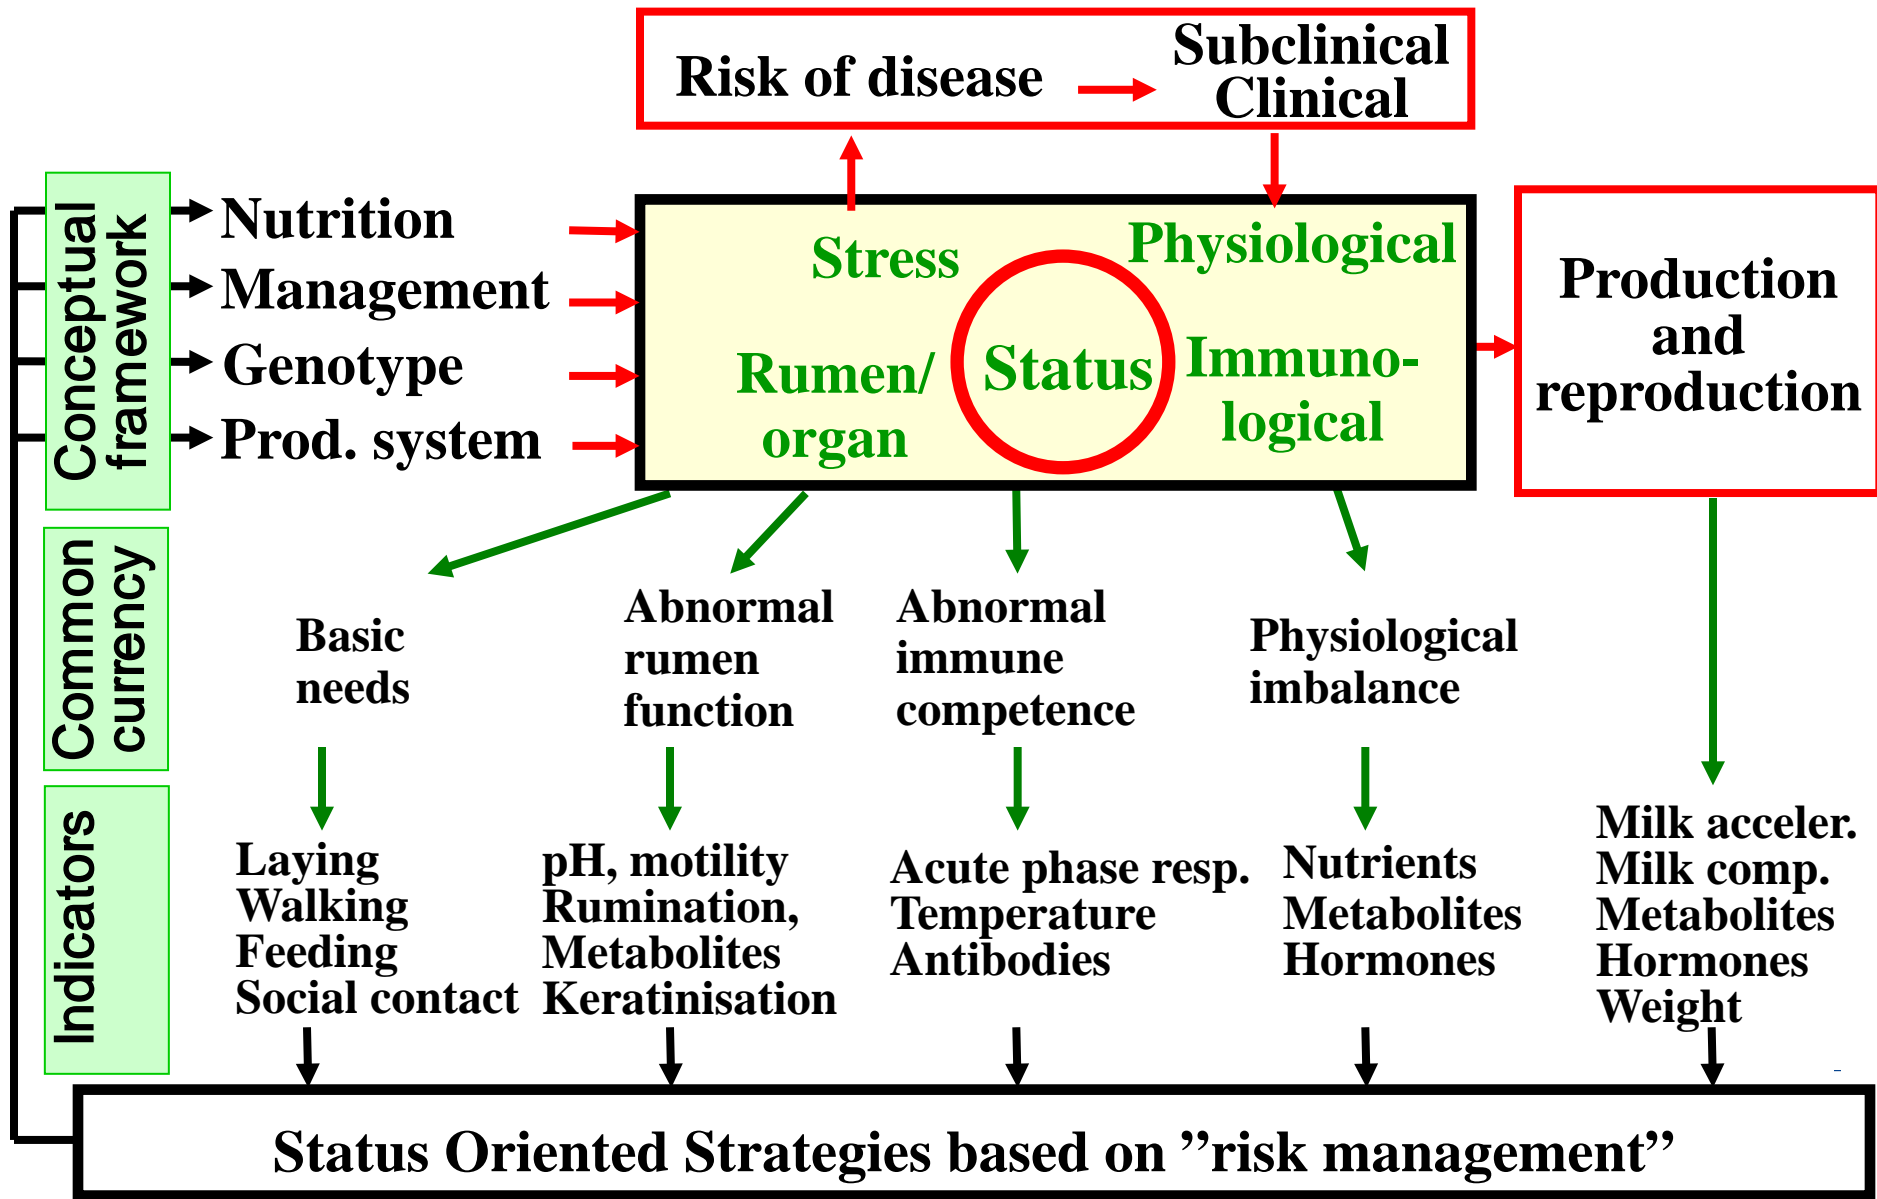 Risk of disease
Subclinical
Clinical
Conceptual
framework
Nutrition
Management
Genotype
Prod. system
Stress
Physiological
Rumen/
organ
Status
Immuno-
logical
Production
and
reproduction
Common
currency
Basic
needs
Abnormal
rumen
function
Abnormal
immune
competence
Physiological
imbalance
Indicators
Laying
Walking
Feeding
Social contact
pH, motility
Rumination,
Metabolites
Keratinisation
Acute phase resp.
Temperature
Antibodies
Nutrients
Metabolites
Hormones
Milk acceler.
Milk comp.
Metabolites
Hormones
Weight
Status Oriented Strategies based on ”risk management”